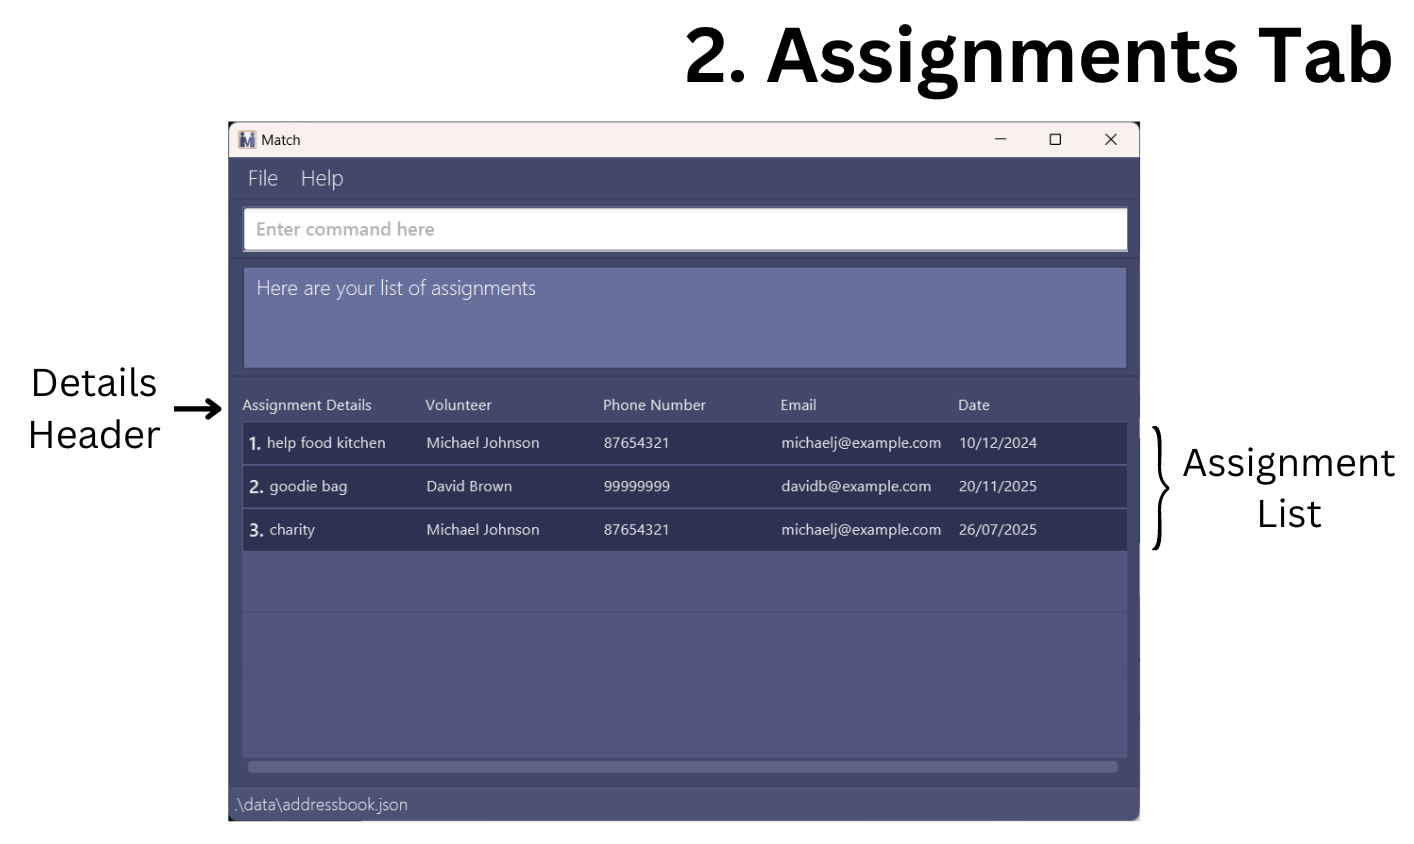 2. Assignments Tab
Match
File Help
Enter command here
Here are your list of assignments
Details
Header
Assignment Details Volunteer Phone Number Email Date
1. help food kitchen Michael Johnson 87654321 michaelj@example.com 10/12/2024
2. goodie bag David Brown 99999999 davidb@example.com 20/11/2025
3. charity Michael Johnson 87654321 michaelj@example.com 26/07/2025
Assignment
List
.\data\addressbook.json